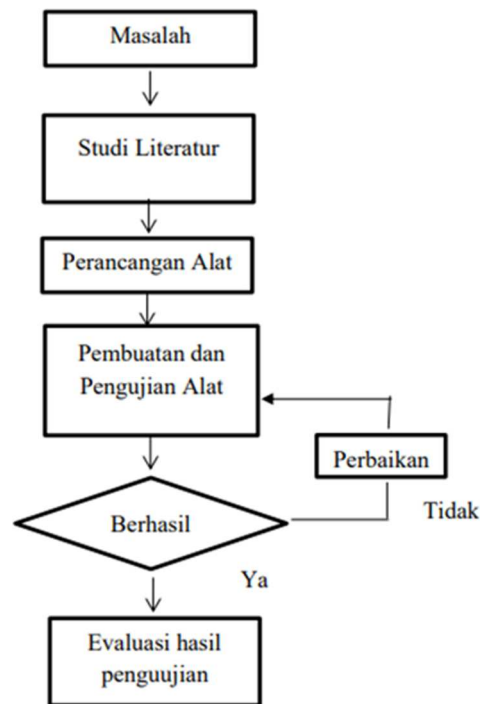 Masalah
Studi Literatur
Perancangan Alat
Pembuatan dan
Pengujian Alat
Perbaikan
Berhasil
Tidak
Ya
Evaluasi hasil
penguujian